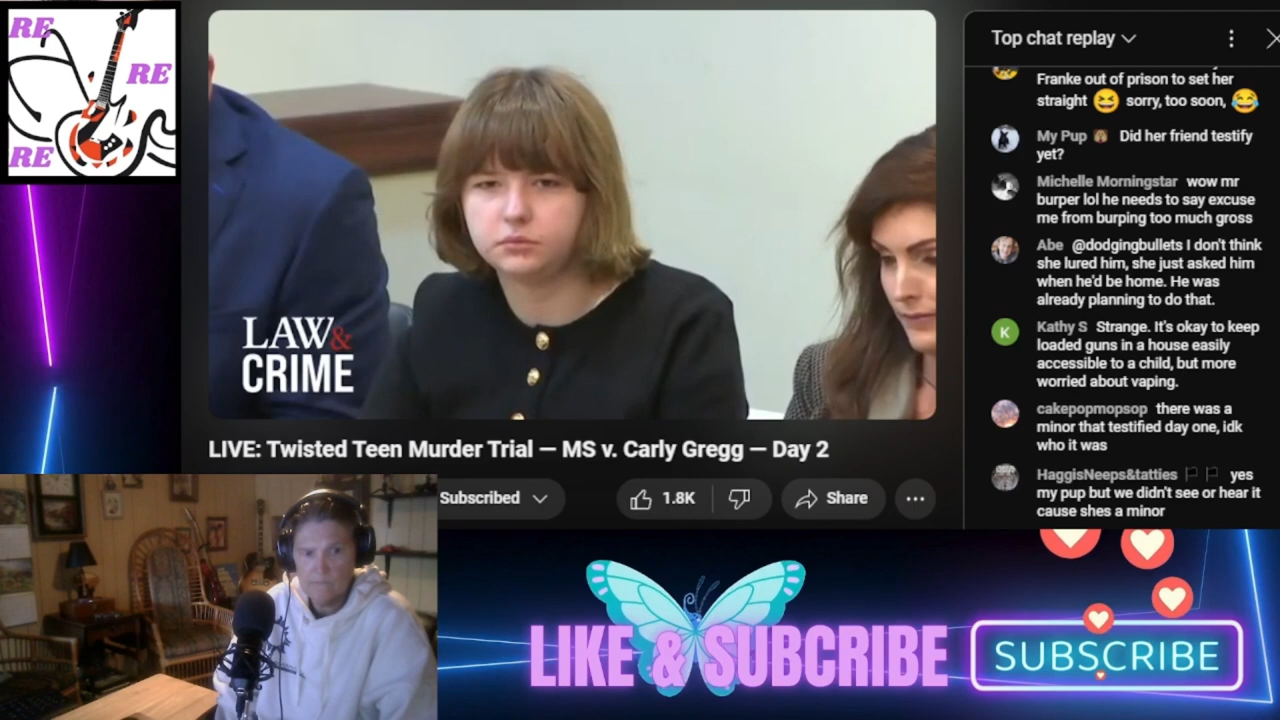 RE
RE
RE
LAW&
CRIME
LIVE: Twisted Teen Murder Trial — MS v. Carly Gregg — Day 2
Subscribed
1.8K
Share
Top chat replay
Franke out of prison to set her
straight 😆 sorry, too soon, 😂
My Pup Did her friend testify
yet?
Michelle Morningstar wow mr
burper lol he needs to say excuse
me from burping too much gross
Abe @dodgingbullets I don't think
she lured him, she just asked him
when he'd be home. He was
already planning to do that.
K
Kathy S Strange. It's okay to keep
loaded guns in a house easily
accessible to a child, but more
worried about vaping.
cakepopmopsop there was a
minor that testified day one, idk
who it was
HaggisNeeps&tatties yes
my pup but we didn't see or hear it
cause shes a minor
LIKE & SUBCRIBE
SUBSCRIBE